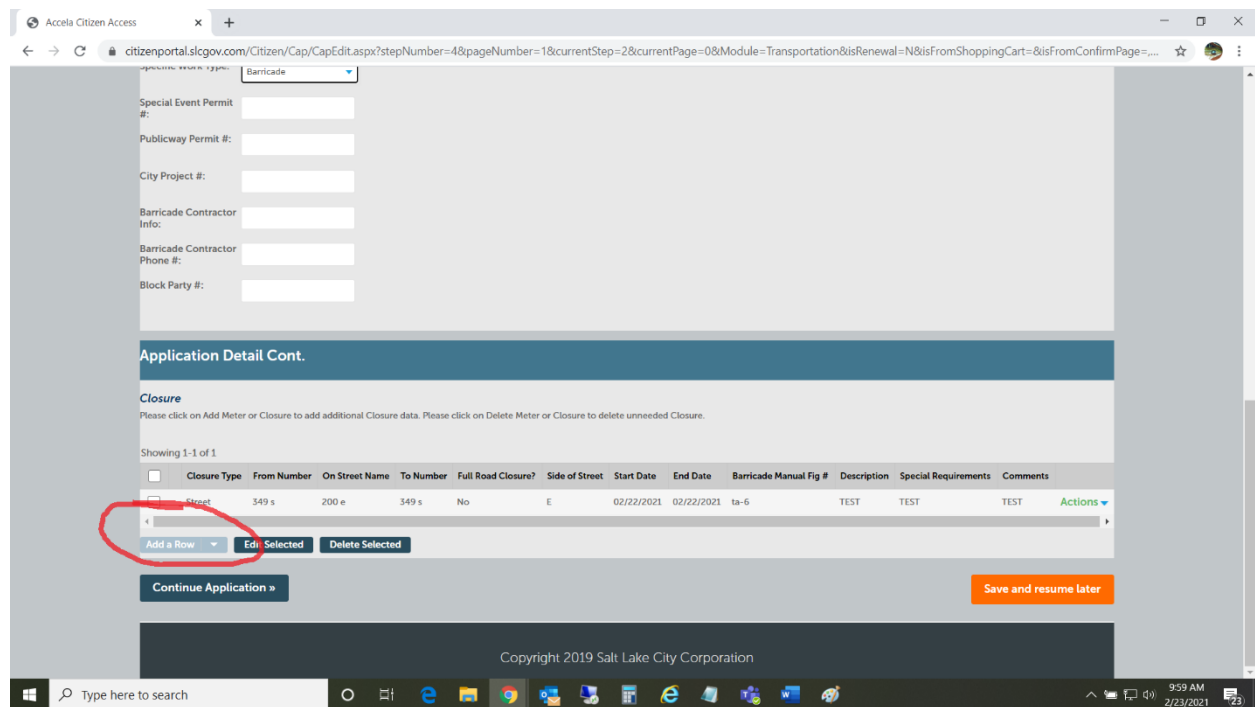 Accela Citizen Access
citizenportal.slcgov.com/Citizen/Cap/CapEdit.aspx?stepNumber=4&pageNumber=1&currentStep=2&currentPage=0&Module=Transportation&isRenewal=N&isFromShoppingCart=&isFromConfirmPage=,...
Specific Work Type: Barricade
Special Event Permit
#:
Publicway Permit #:
City Project #:
Barricade Contractor
Info:
Barricade Contractor
Phone #:
Block Party #:
Application Detail Cont.
Closure
Please click on Add Meter or Closure to add additional Closure data. Please click on Delete Meter or Closure to delete unneeded Closure.
Showing 1-1 of 1
Closure Type From Number On Street Name To Number Full Road Closure? Side of Street Start Date End Date Barricade Manual Fig # Description Special Requirements Comments
Street 349 s 200 e 349 s No E 02/22/2021 02/22/2021 ta-6 TEST TEST TEST Actions
Add a Row Edit Selected Delete Selected
Continue Application » Save and resume later
Copyright 2019 Salt Lake City Corporation
Type here to search 9:59 AM
2/23/2021 23